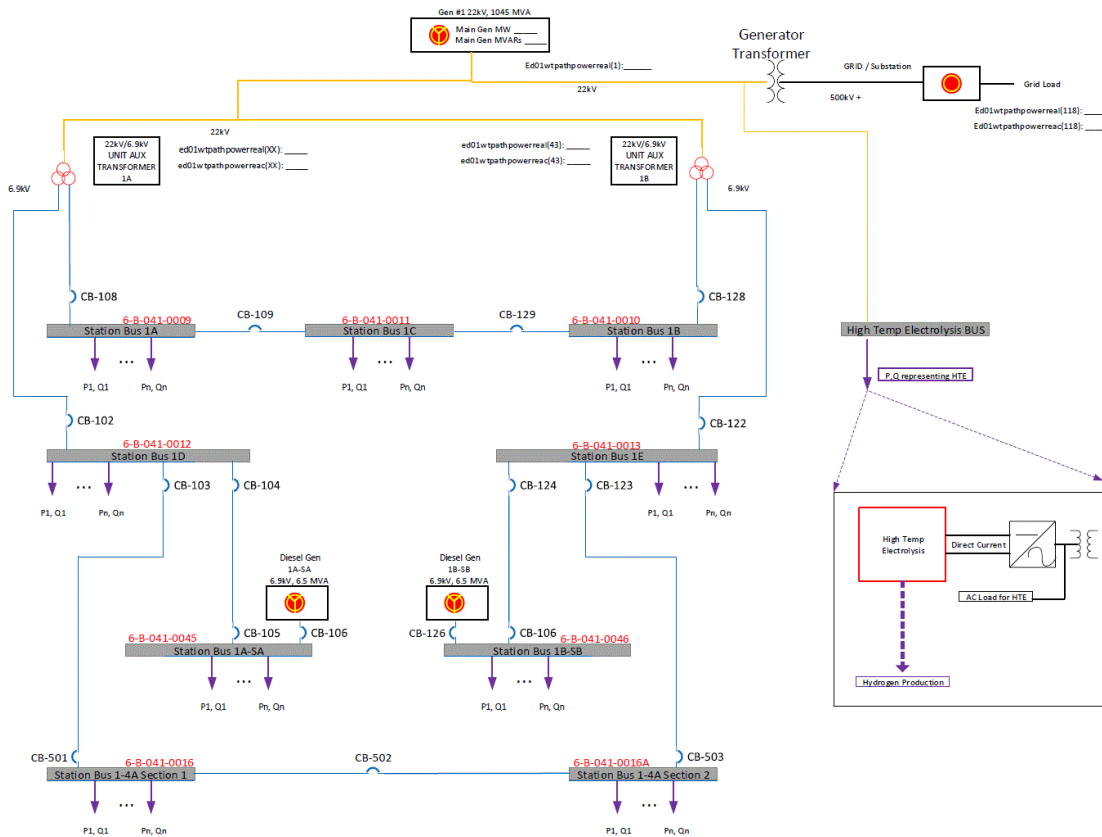 Gen #1 22kV, 1045 MVA
Main Gen MW _____
Main Gen MVARs _____
Generator
Transformer
Ed01wtpathpowerreal(1):______
22kV
GRID / Substation
500kV +
Grid Load
Ed01wtpathpowerreal(118): _____
Ed01wtpathpowerreac(118): _____
22kV
22kV/6.9kV
UNIT AUX
TRANSFORMER
1A
ed01wtpathpowerreal(XX): _____
ed01wtpathpowerreac(XX): _____
ed01wtpathpowerreal(43): _____
ed01wtpathpowerreac(43): _____
22kV/6.9kV
UNIT AUX
TRANSFORMER
1B
6.9kV
6.9kV
CB-108
CB-128
6-B-041-0009
CB-109
6-B-041-0011
CB-129
6-B-041-0010
Station Bus 1A
Station Bus 1C
Station Bus 1B
High Temp Electrolysis BUS
...
...
...
P1, Q1
Pn, Qn
P1, Q1
Pn, Qn
P1, Q1
Pn, Qn
P,Q representing HTE
CB-102
CB-122
6-B-041-0012
6-B-041-0013
Station Bus 1D
Station Bus 1E
CB-103
CB-104
CB-124
CB-123
...
...
P1, Q1
Pn, Qn
P1, Q1
Pn, Qn
Diesel Gen
1A-SA
6.9kV, 6.5 MVA
Diesel Gen
1B-SB
6.9kV, 6.5 MVA
High Temp
Electrolysis
Direct Current
AC Load for HTE
Hydrogen Production
6-B-041-0045
CB-105
CB-106
CB-126
CB-106
6-B-041-0046
Station Bus 1A-SA
Station Bus 1B-SB
...
...
P1, Q1
Pn, Qn
P1, Q1
Pn, Qn
CB-501
6-B-041-0016
CB-502
6-B-041-0016A
CB-503
Station Bus 1-4A Section 1
Station Bus 1-4A Section 2
...
...
P1, Q1
Pn, Qn
P1, Q1
Pn, Qn